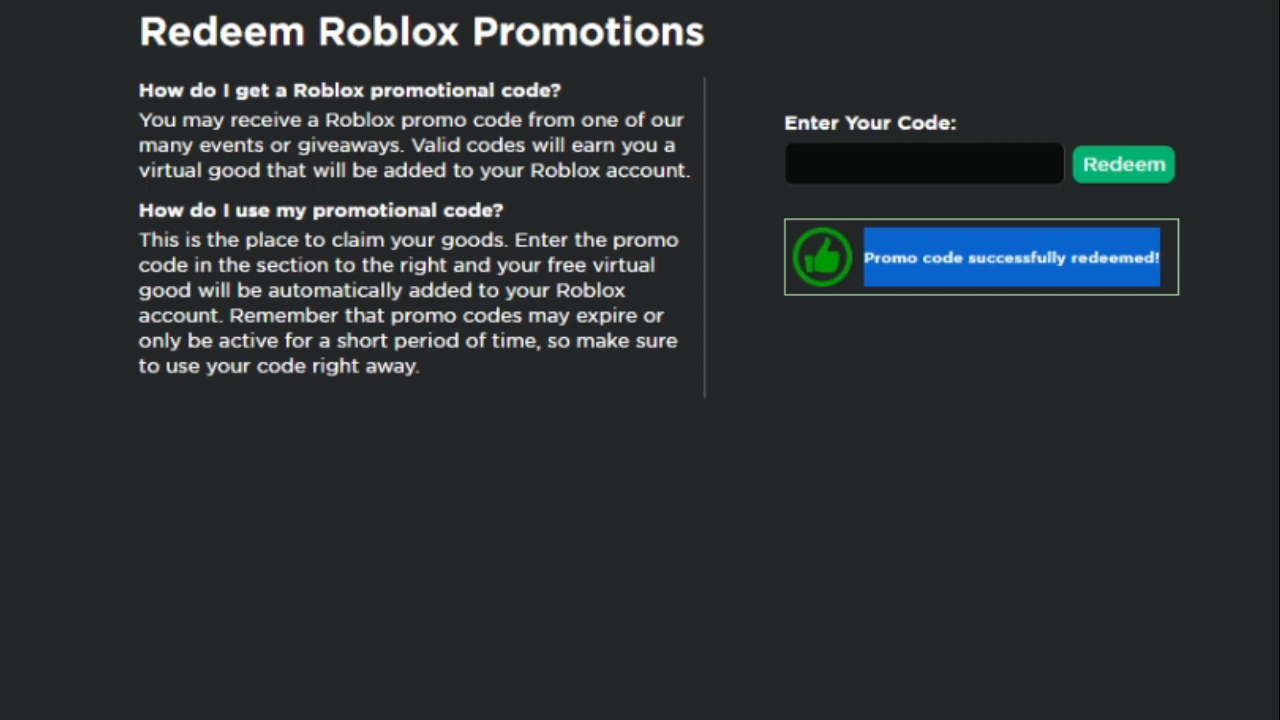 Redeem Roblox Promotions
How do I get a Roblox promotional code?
You may receive a Roblox promo code from one of our
many events or giveaways. Valid codes will earn you a
virtual good that will be added to your Roblox account.
How do I use my promotional code?
This is the place to claim your goods. Enter the promo
code in the section to the right and your free virtual
good will be automatically added to your Roblox
account. Remember that promo codes may expire or
only be active for a short period of time, so make sure
to use your code right away.
Enter Your Code:
Redeem
Promo code successfully redeemed!